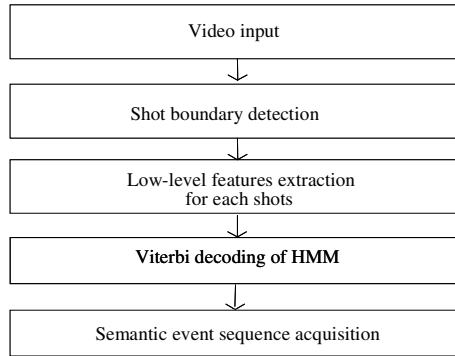 Video input
Shot boundary detection
Low-level features extraction
for each shots
Viterbi decoding of HMM
Semantic event sequence acquisition